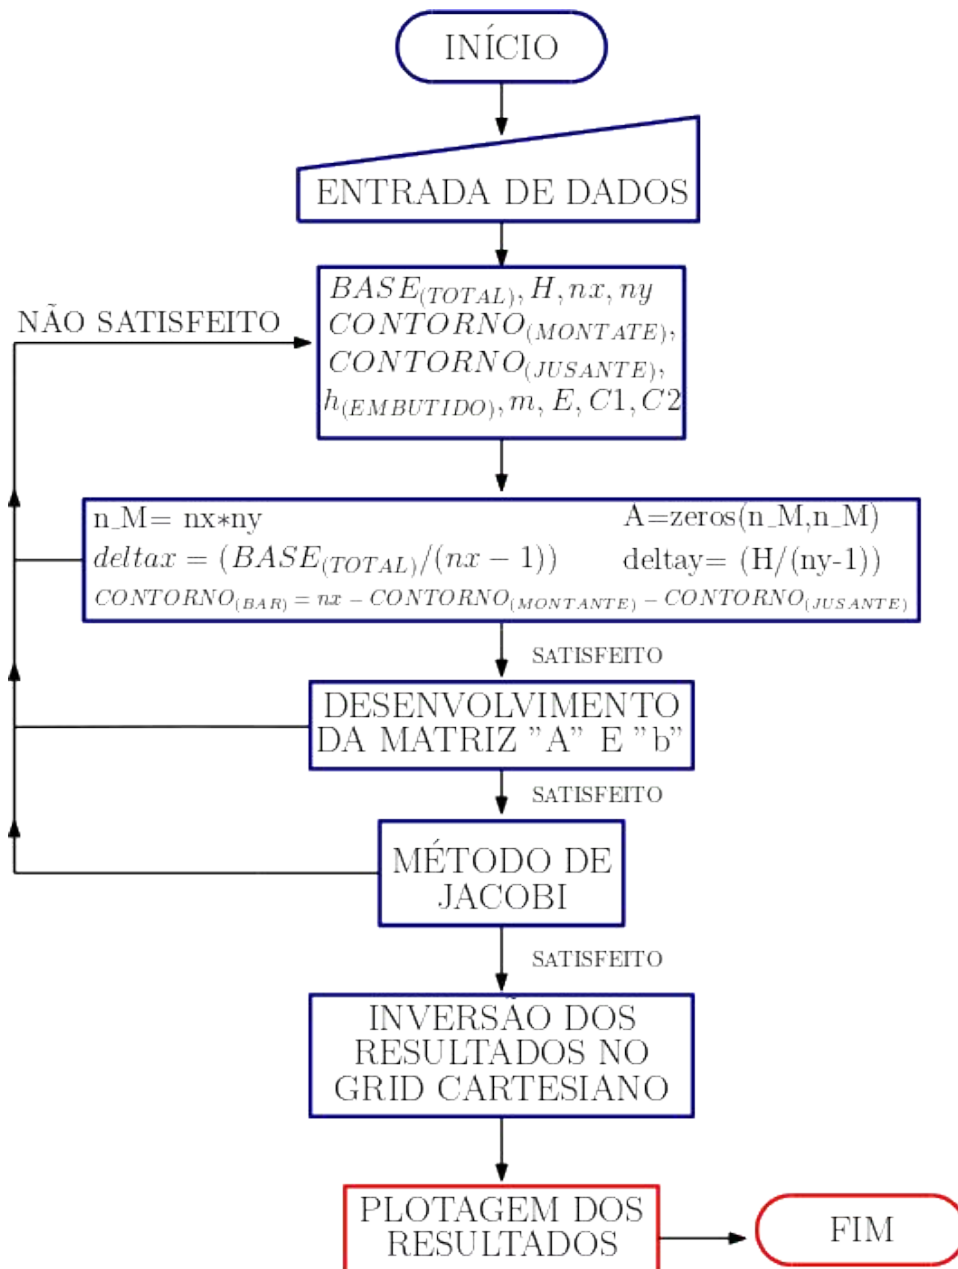 INÍCIO
ENTRADA DE DADOS
BASE(TOTAL), H, nx, ny
NÃO SATISFEITO
CONTORNO(MONTATE),
CONTORNO(JUSANTE),
h(EMBUTIDO), m, E, C1, C2
n_M= nx*ny A=zeros(n_M,n_M)
deltax = (BASE(TOTAL)/(nx − 1)) deltay= (H/(ny-1))
CONTORNO(BAR) = nx − CONTORNO(MONTANTE) − CONTORNO(JUSANTE)
SATISFEITO
DESENVOLVIMENTO
DA MATRIZ "A" E "b"
SATISFEITO
MÉTODO DE
JACOBI
SATISFEITO
INVERSÃO DOS
RESULTADOS NO
GRID CARTESIANO
PLOTAGEM DOS
RESULTADOS
FIM